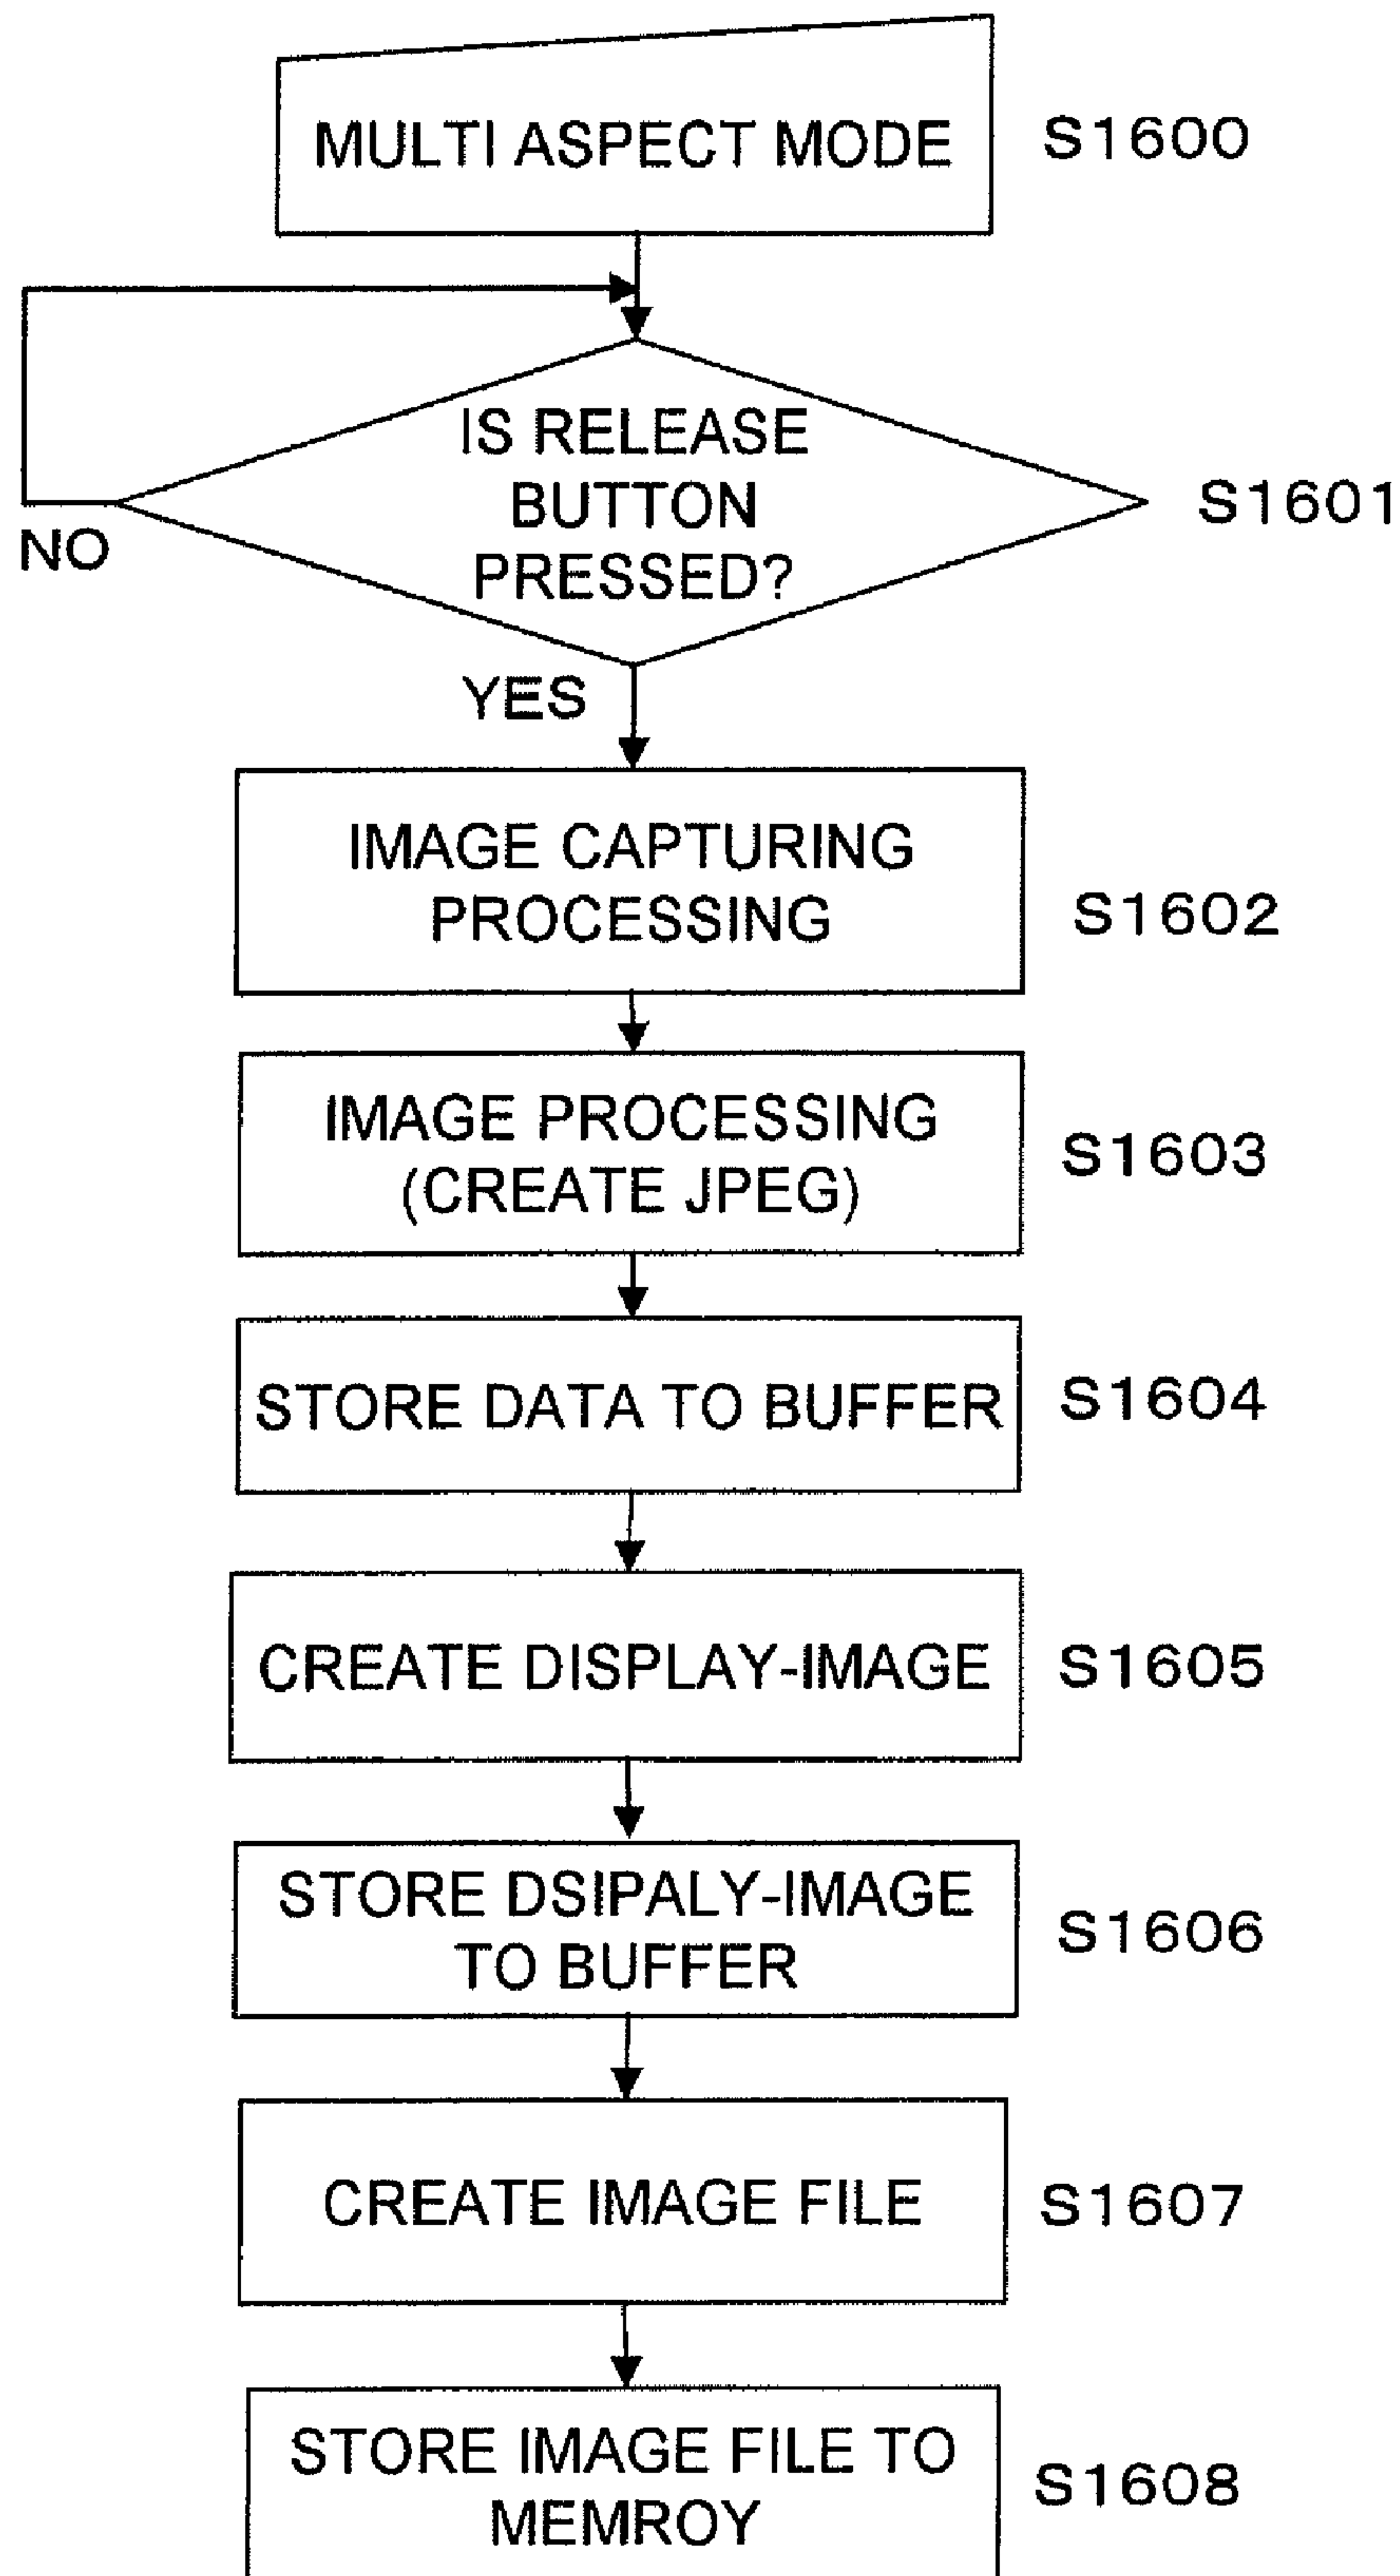 MULTI ASPECT MODE
S1600
IS RELEASE
BUTTON
PRESSED?
S1601
NO
YES
IMAGE CAPTURING
PROCESSING
S1602
IMAGE PROCESSING
(CREATE JPEG)
S1603
STORE DATA TO BUFFER
S1604
CREATE DISPLAY-IMAGE
S1605
STORE DSIPALY-IMAGE
TO BUFFER
S1606
CREATE IMAGE FILE
S1607
STORE IMAGE FILE TO
MEMROY
S1608